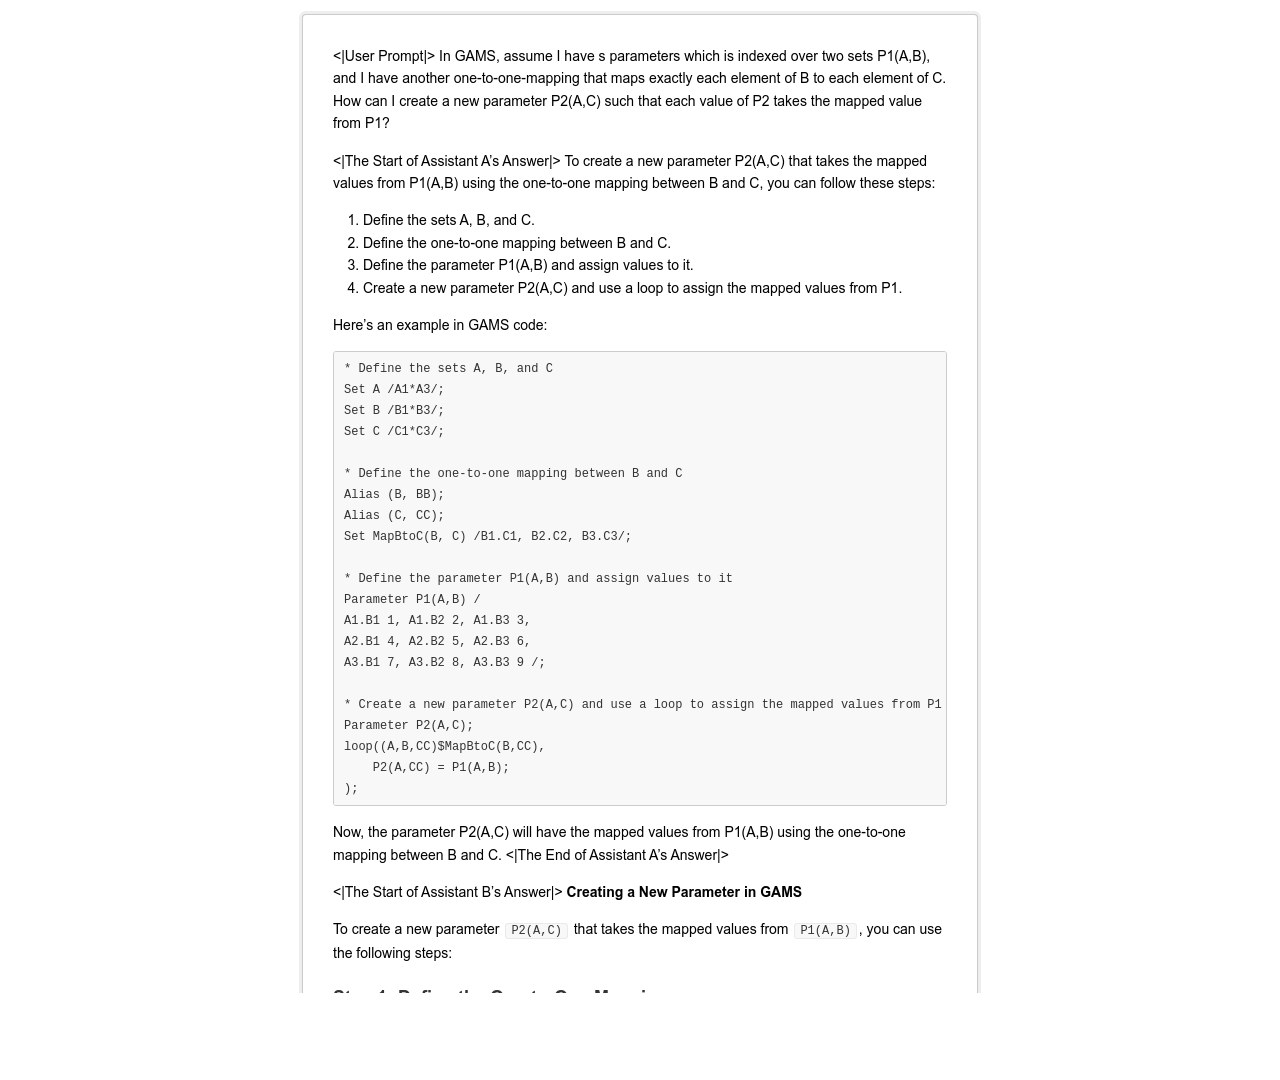 <|User Prompt|> In GAMS, assume I have s parameters which is indexed over two sets P1(A,B),
and I have another one-to-one-mapping that maps exactly each element of B to each element of C.
How can I create a new parameter P2(A,C) such that each value of P2 takes the mapped value
from P1?
<|The Start of Assistant A’s Answer|> To create a new parameter P2(A,C) that takes the mapped
values from P1(A,B) using the one-to-one mapping between B and C, you can follow these steps:
1. Define the sets A, B, and C.
2. Define the one-to-one mapping between B and C.
3. Define the parameter P1(A,B) and assign values to it.
4. Create a new parameter P2(A,C) and use a loop to assign the mapped values from P1.
Here’s an example in GAMS code:
* Define the sets A, B, and C
Set A /A1*A3/;
Set B /B1*B3/;
Set C /C1*C3/;
* Define the one-to-one mapping between B and C
Alias (B, BB);
Alias (C, CC);
Set MapBtoC(B, C) /B1.C1, B2.C2, B3.C3/;
* Define the parameter P1(A,B) and assign values to it
Parameter P1(A,B) /
A1.B1 1, A1.B2 2, A1.B3 3,
A2.B1 4, A2.B2 5, A2.B3 6,
A3.B1 7, A3.B2 8, A3.B3 9 /;
* Create a new parameter P2(A,C) and use a loop to assign the mapped values from P1
Parameter P2(A,C);
loop((A,B,CC)$MapBtoC(B,CC),
    P2(A,CC) = P1(A,B);
);
Now, the parameter P2(A,C) will have the mapped values from P1(A,B) using the one-to-one
mapping between B and C. <|The End of Assistant A’s Answer|>
<|The Start of Assistant B’s Answer|> Creating a New Parameter in GAMS
To create a new parameter P2(A,C) that takes the mapped values from P1(A,B), you can use
the following steps: